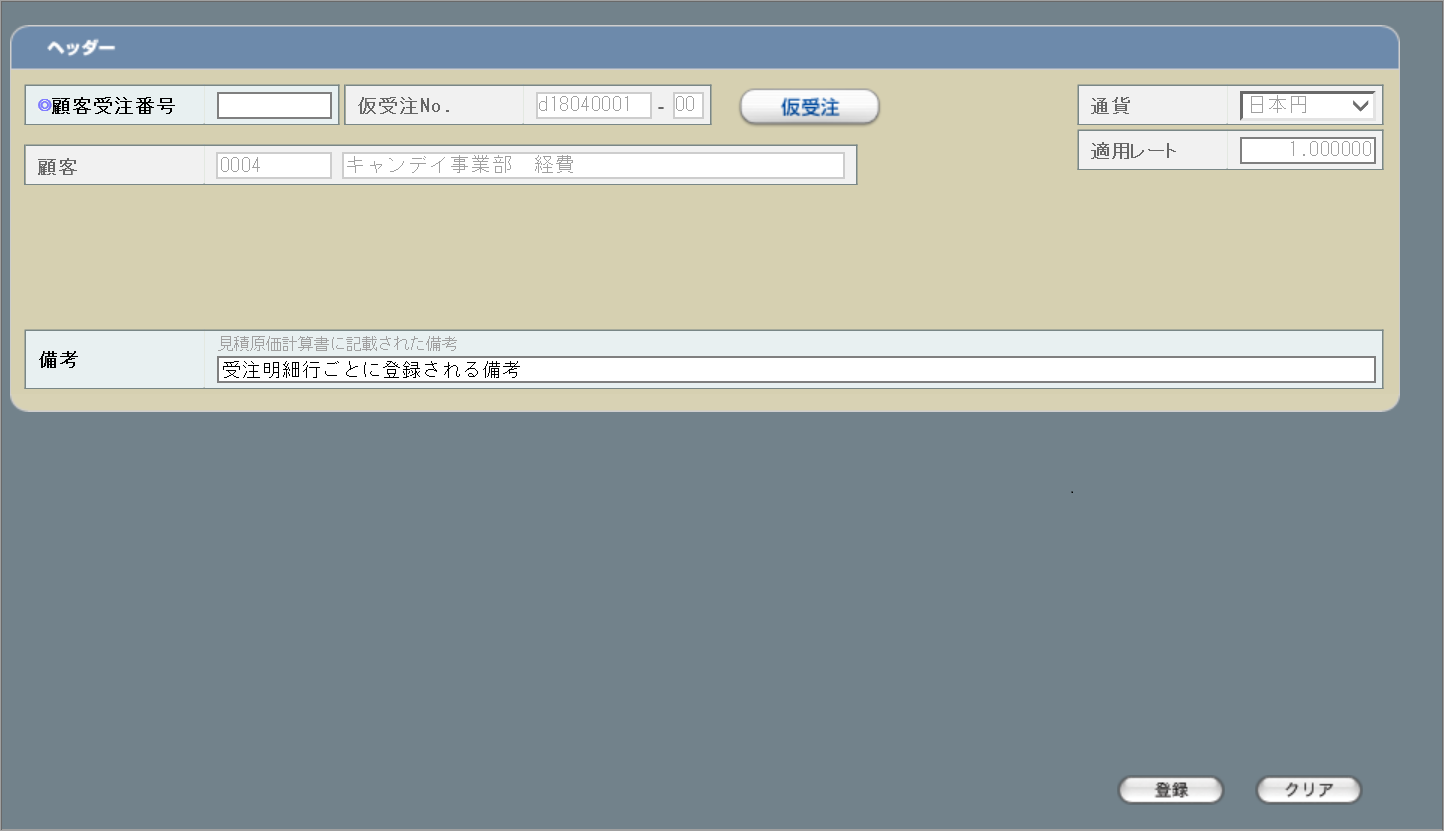 ヘッダー
◎顧客受注番号
仮受注No. d18040001 - 00
仮受注
通貨 日本円
適用レート 1.000000
顧客 0004 キャンデイ事業部　経費
見積原価計算書に記載された備考
備考
受注明細行ごとに登録される備考
登録 クリア